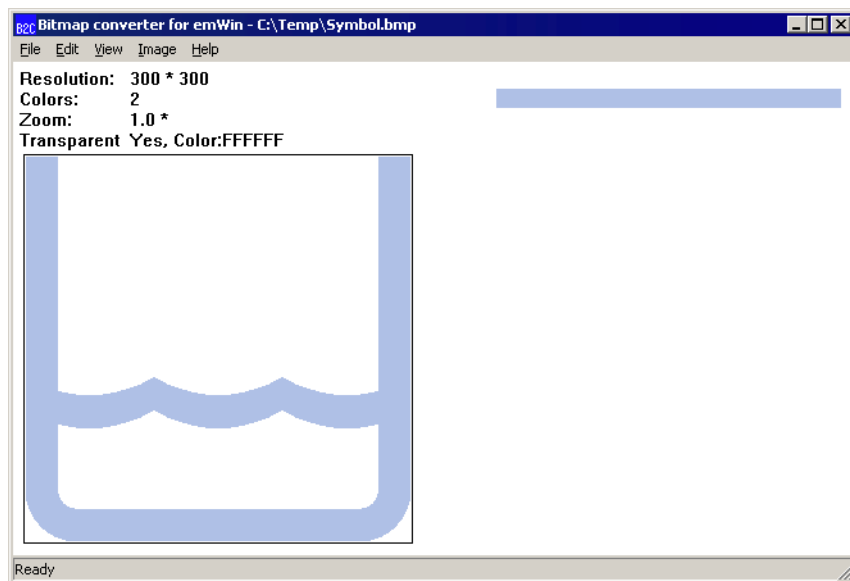 B2C Bitmap converter for emWin - C:\Temp\Symbol.bmp
File Edit View Image Help
Resolution: 300 * 300
Colors: 2
Zoom: 1.0 *
Transparent Yes, Color:FFFFFF
Ready